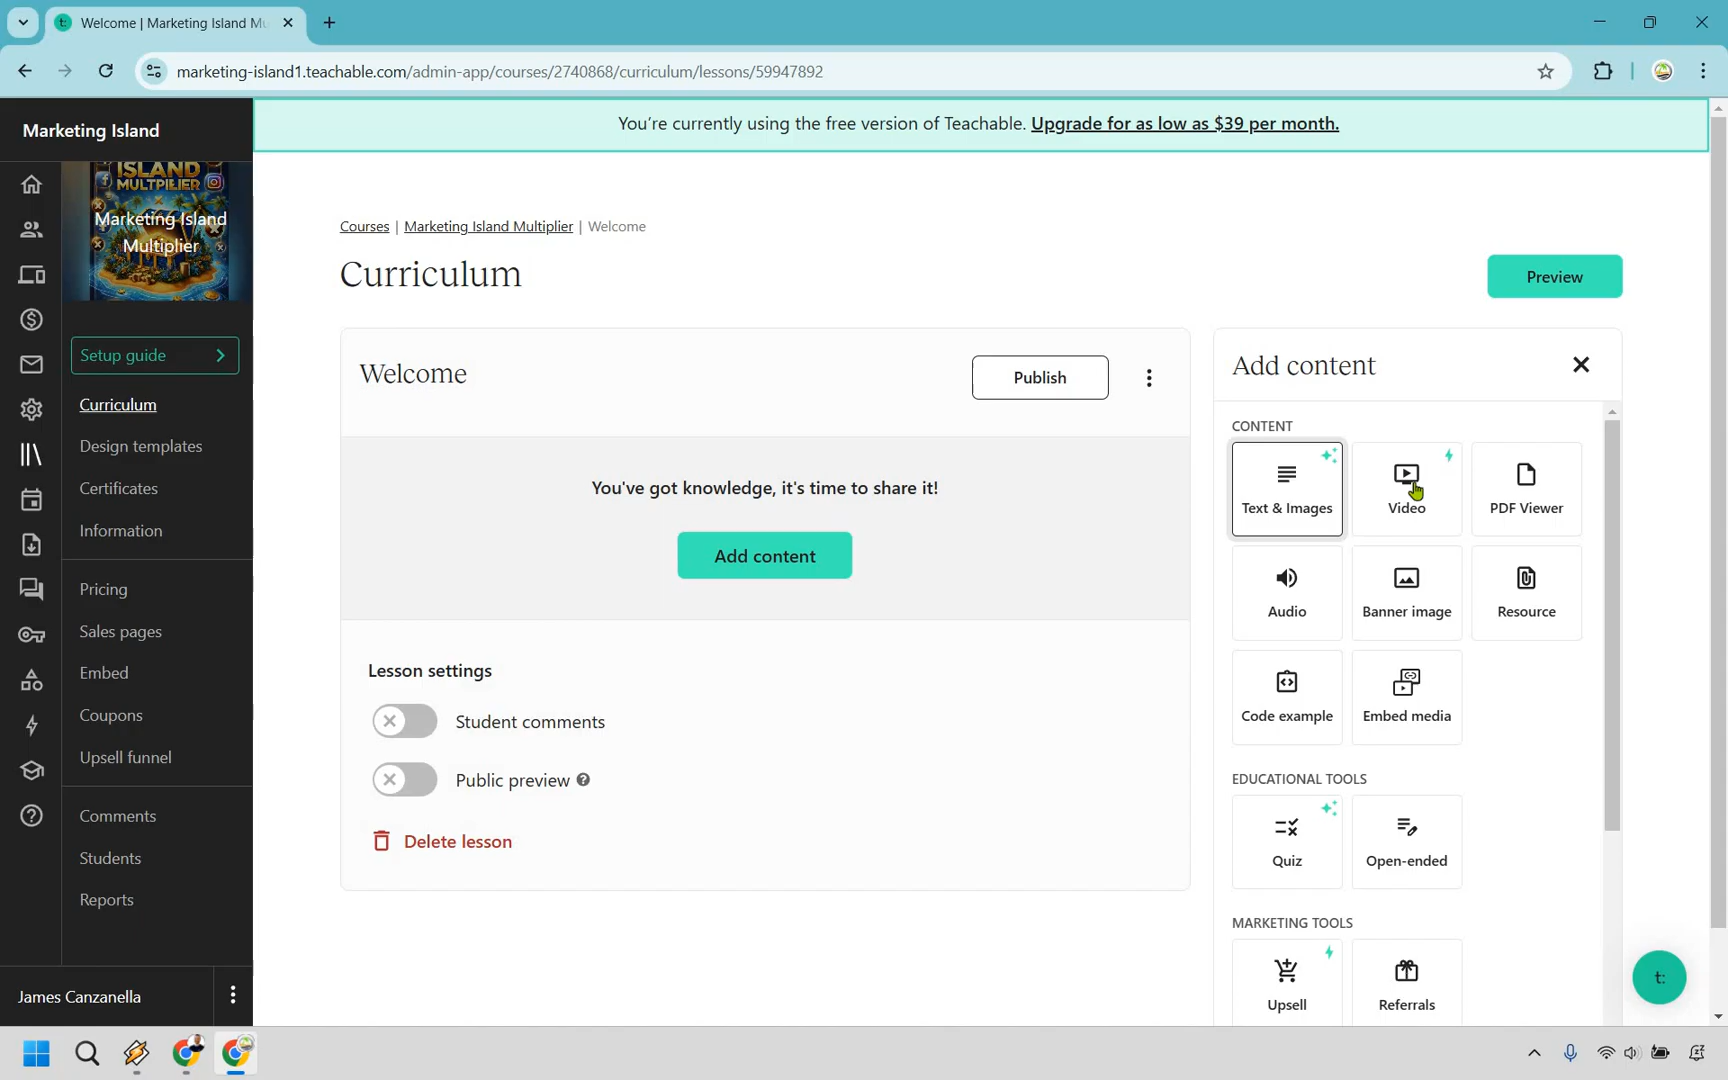 Welcome | Marketing Island Mu
marketing-island1.teachable.com/admin-app/courses/2740868/curriculum/lessons/59947892
Marketing Island
You're currently using the free version of Teachable. Upgrade for as low as $39 per month.
ISLAND
MULTPILIER
Marketing Island
Multiplier
Setup guide
Curriculum
Design templates
Certificates
Information
Pricing
Sales pages
Embed
Coupons
Upsell funnel
Comments
Students
Reports
James Canzanella
Courses | Marketing Island Multiplier | Welcome
Curriculum
Preview
Welcome
Publish
You've got knowledge, it's time to share it!
Add content
Lesson settings
Student comments
Public preview
Delete lesson
Add content
CONTENT
Text & Images
Video
PDF Viewer
Audio
Banner image
Resource
Code example
Embed media
EDUCATIONAL TOOLS
Quiz
Open-ended
MARKETING TOOLS
Upsell
Referrals
t: